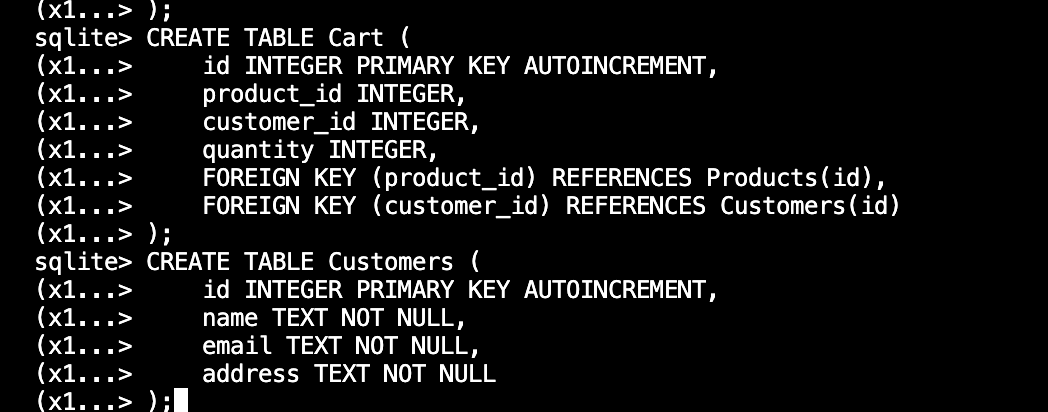 (x1...> );
sqlite> CREATE TABLE Cart (
(x1...>     id INTEGER PRIMARY KEY AUTOINCREMENT,
(x1...>     product_id INTEGER,
(x1...>     customer_id INTEGER,
(x1...>     quantity INTEGER,
(x1...>     FOREIGN KEY (product_id) REFERENCES Products(id),
(x1...>     FOREIGN KEY (customer_id) REFERENCES Customers(id)
(x1...> );
sqlite> CREATE TABLE Customers (
(x1...>     id INTEGER PRIMARY KEY AUTOINCREMENT,
(x1...>     name TEXT NOT NULL,
(x1...>     email TEXT NOT NULL,
(x1...>     address TEXT NOT NULL
(x1...> );